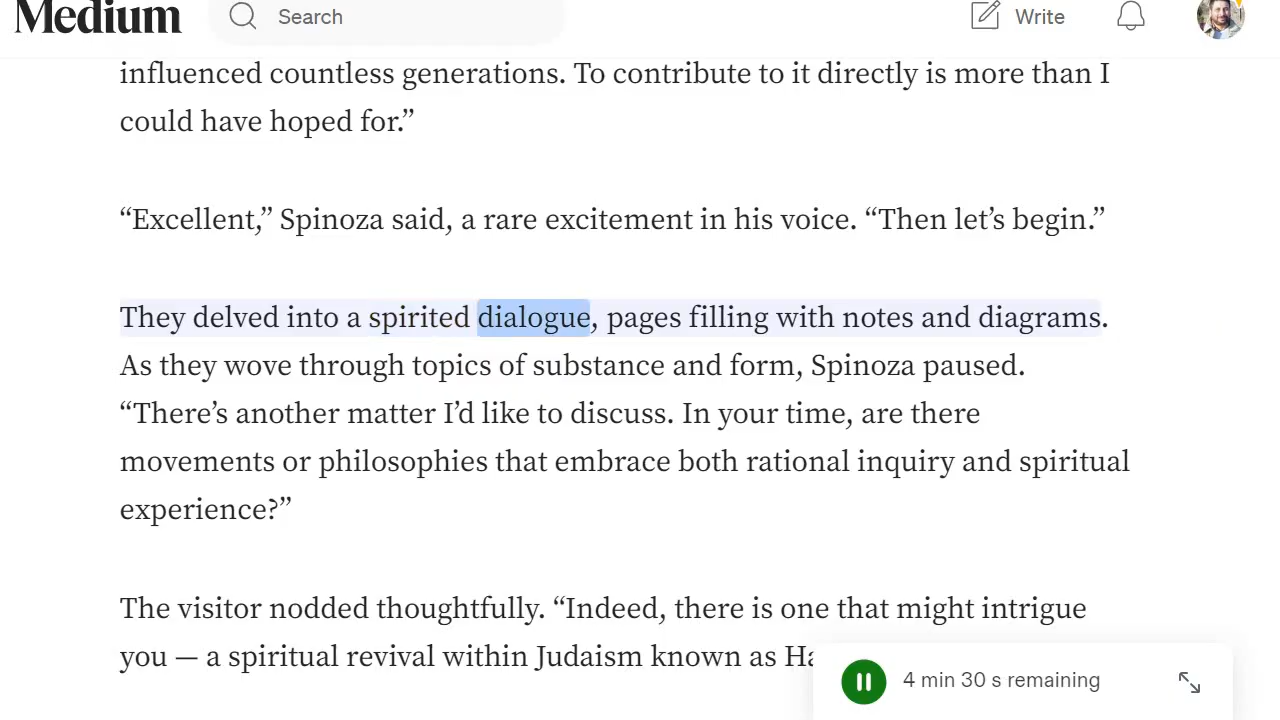 Medium
Search
Write
influenced countless generations. To contribute to it directly is more than I
could have hoped for.”
“Excellent,” Spinoza said, a rare excitement in his voice. “Then let’s begin.”
They delved into a spirited dialogue, pages filling with notes and diagrams.
As they wove through topics of substance and form, Spinoza paused.
“There’s another matter I’d like to discuss. In your time, are there
movements or philosophies that embrace both rational inquiry and spiritual
experience?”
The visitor nodded thoughtfully. “Indeed, there is one that might intrigue
you — a spiritual revival within Judaism known as
4 min 30 s remaining